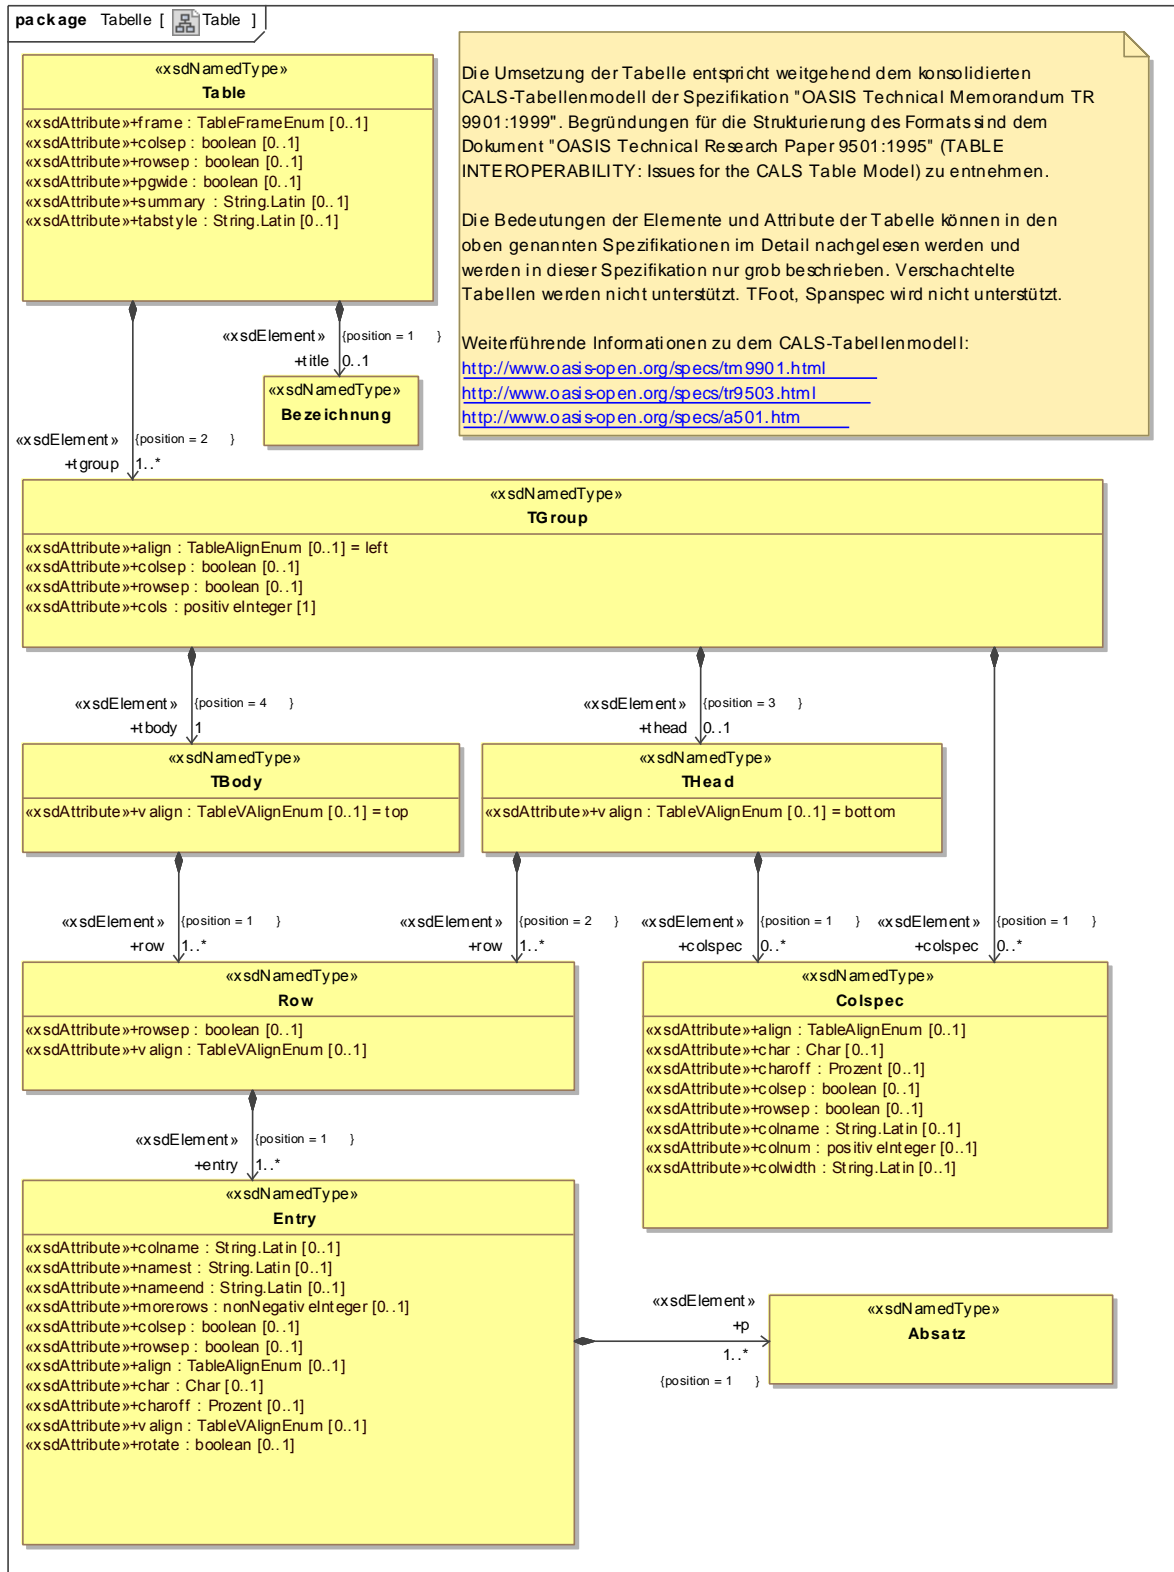 package Tabelle [ Table ]
«xsdNamedType»
Table
«xsdAttribute»+frame : TableFrameEnum [0..1]
«xsdAttribute»+colsep : boolean [0..1]
«xsdAttribute»+rowsep : boolean [0..1]
«xsdAttribute»+pgwide : boolean [0..1]
«xsdAttribute»+summary : String.Latin [0..1]
«xsdAttribute»+tabstyle : String.Latin [0..1]
Die Umsetzung der Tabelle entspricht weitgehend dem konsolidierten
CALS-Tabellenmodell der Spezifikation "OASIS Technical Memorandum TR
9901:1999". Begründungen für die Strukturierung des Formats sind dem
Dokument "OASIS Technical Research Paper 9501:1995" (TABLE
INTEROPERABILITY: Issues for the CALS Table Model) zu entnehmen.
Die Bedeutungen der Elemente und Attribute der Tabelle können in den
oben genannten Spezifikationen im Detail nachgelesen werden und
werden in dieser Spezifikation nur grob beschrieben. Verschachtelte
Tabellen werden nicht unterstützt. TFoot, Spanspec wird nicht unterstützt.
Weiterführende Informationen zu dem CALS-Tabellenmodell:
http://www.oasis-open.org/specs/tm9901.html
http://www.oasis-open.org/specs/tr9503.html
http://www.oasis-open.org/specs/a501.htm
«xsdElement» {position = 1 }
+title 0..1
«xsdNamedType»
Bezeichnung
«xsdElement» {position = 2 }
+tgroup 1..*
«xsdNamedType»
TGroup
«xsdAttribute»+align : TableAlignEnum [0..1] = left
«xsdAttribute»+colsep : boolean [0..1]
«xsdAttribute»+rowsep : boolean [0..1]
«xsdAttribute»+cols : positiveInteger [1]
«xsdElement» {position = 4 }
+tbody 1
«xsdElement» {position = 3 }
+thead 0..1
«xsdNamedType»
TBody
«xsdAttribute»+valign : TableVAlignEnum [0..1] = top
«xsdNamedType»
THead
«xsdAttribute»+valign : TableVAlignEnum [0..1] = bottom
«xsdElement» {position = 1 }
+row 1..*
«xsdElement» {position = 2 }
+row 1..*
«xsdElement» {position = 1 }
+colspec 0..*
«xsdElement» {position = 1 }
+colspec 0..*
«xsdNamedType»
Row
«xsdAttribute»+rowsep : boolean [0..1]
«xsdAttribute»+valign : TableVAlignEnum [0..1]
«xsdNamedType»
Colspec
«xsdAttribute»+align : TableAlignEnum [0..1]
«xsdAttribute»+char : Char [0..1]
«xsdAttribute»+charoff : Prozent [0..1]
«xsdAttribute»+colsep : boolean [0..1]
«xsdAttribute»+rowsep : boolean [0..1]
«xsdAttribute»+colname : String.Latin [0..1]
«xsdAttribute»+colnum : positiveInteger [0..1]
«xsdAttribute»+colwidth : String.Latin [0..1]
«xsdElement» {position = 1 }
+entry 1..*
«xsdNamedType»
Entry
«xsdAttribute»+colname : String.Latin [0..1]
«xsdAttribute»+namest : String.Latin [0..1]
«xsdAttribute»+nameend : String.Latin [0..1]
«xsdAttribute»+morerows : nonNegativeInteger [0..1]
«xsdAttribute»+colsep : boolean [0..1]
«xsdAttribute»+rowsep : boolean [0..1]
«xsdAttribute»+align : TableAlignEnum [0..1]
«xsdAttribute»+char : Char [0..1]
«xsdAttribute»+charoff : Prozent [0..1]
«xsdAttribute»+valign : TableVAlignEnum [0..1]
«xsdAttribute»+rotate : boolean [0..1]
«xsdElement»
+p
1..*
{position = 1 }
«xsdNamedType»
Absatz